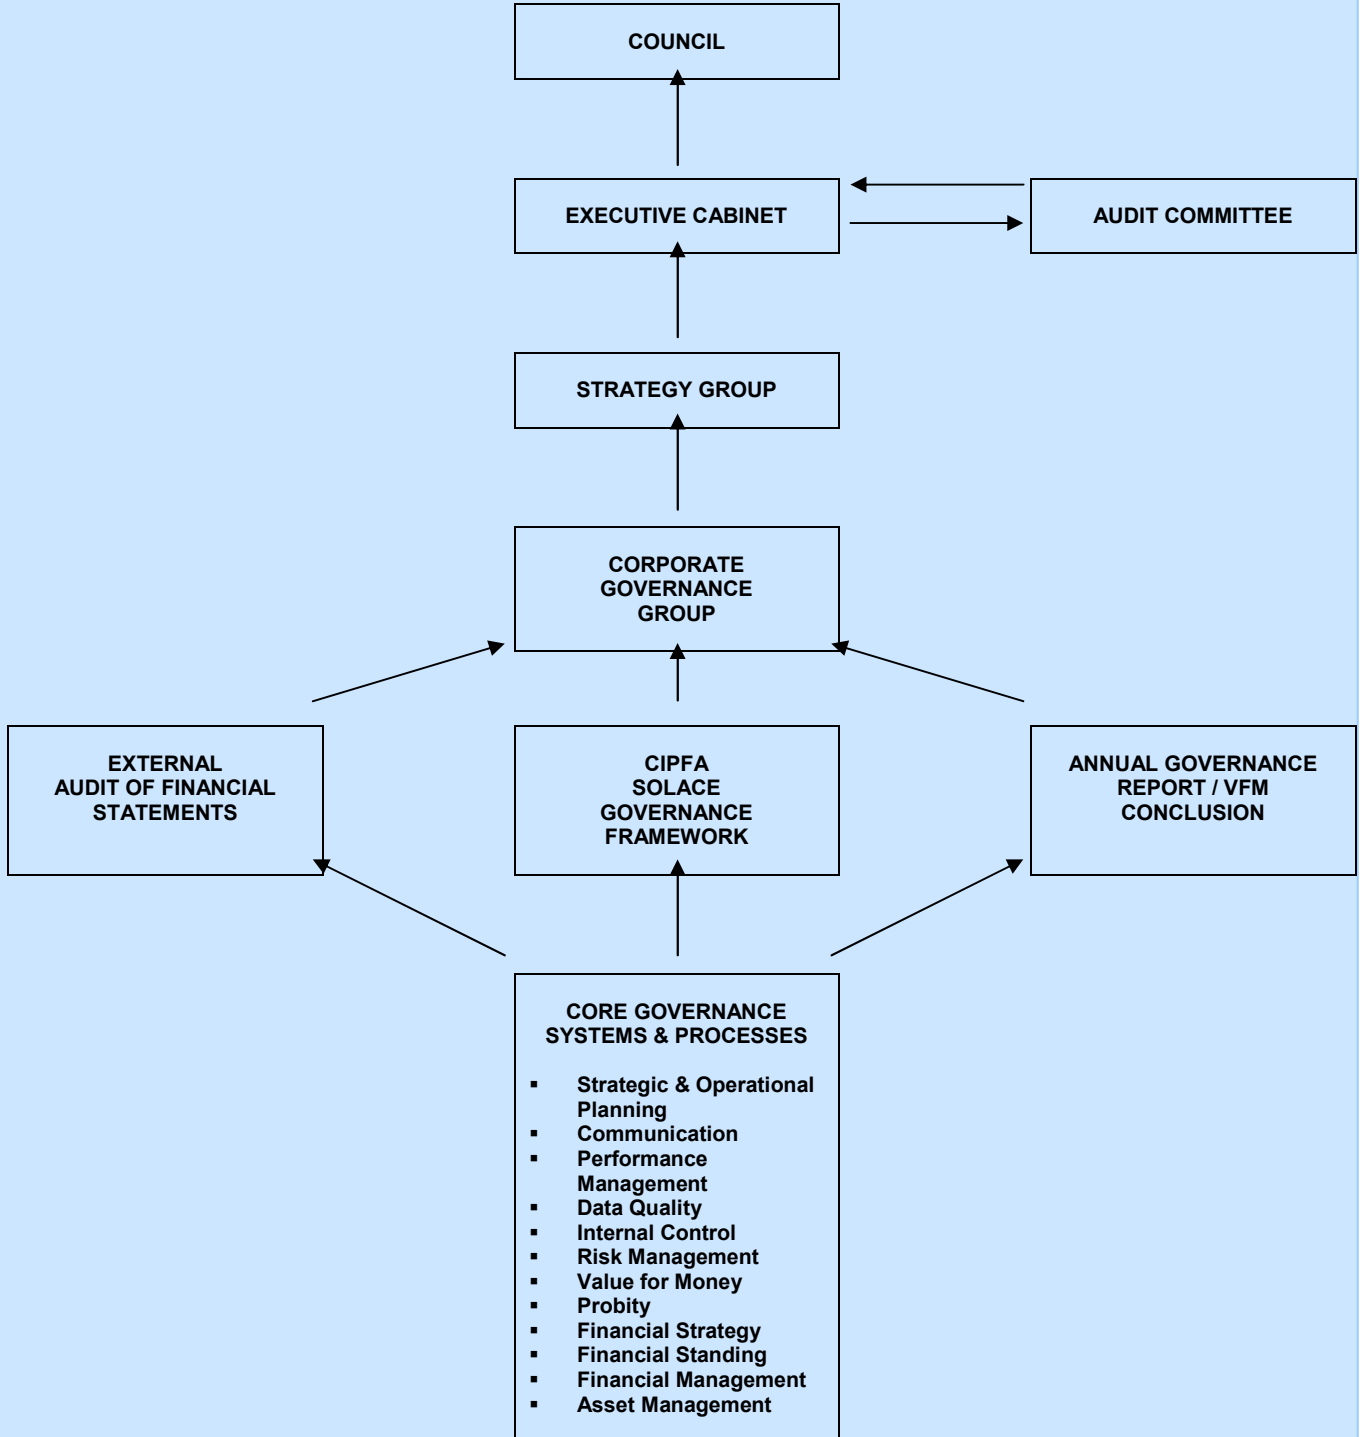 COUNCIL
EXECUTIVE CABINET
AUDIT COMMITTEE
STRATEGY GROUP
CORPORATE
GOVERNANCE
GROUP
EXTERNAL
AUDIT OF FINANCIAL
STATEMENTS
CIPFA
SOLACE
GOVERNANCE
FRAMEWORK
ANNUAL GOVERNANCE
REPORT / VFM
CONCLUSION
CORE GOVERNANCE
SYSTEMS & PROCESSES
▪ Strategic & Operational
Planning
▪ Communication
▪ Performance
Management
▪ Data Quality
▪ Internal Control
▪ Risk Management
▪ Value for Money
▪ Probity
▪ Financial Strategy
▪ Financial Standing
▪ Financial Management
▪ Asset Management